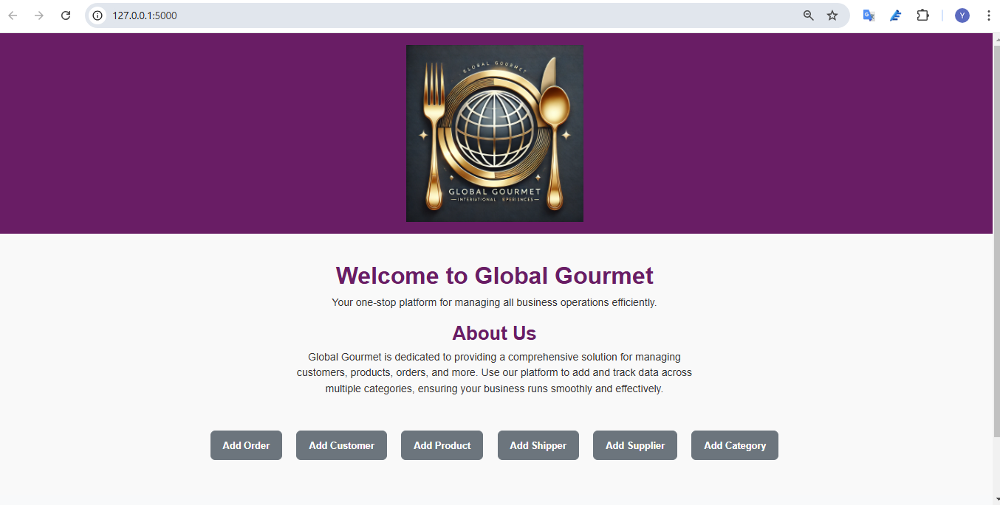 127.0.0.1:5000
Y
GLOBAL GOURMET
GLOBAL GOURMET
INTERIATIONAL EPERIENCES
Welcome to Global Gourmet
Your one-stop platform for managing all business operations efficiently.
About Us
Global Gourmet is dedicated to providing a comprehensive solution for managing
customers, products, orders, and more. Use our platform to add and track data across
multiple categories, ensuring your business runs smoothly and effectively.
Add Order Add Customer Add Product Add Shipper Add Supplier Add Category